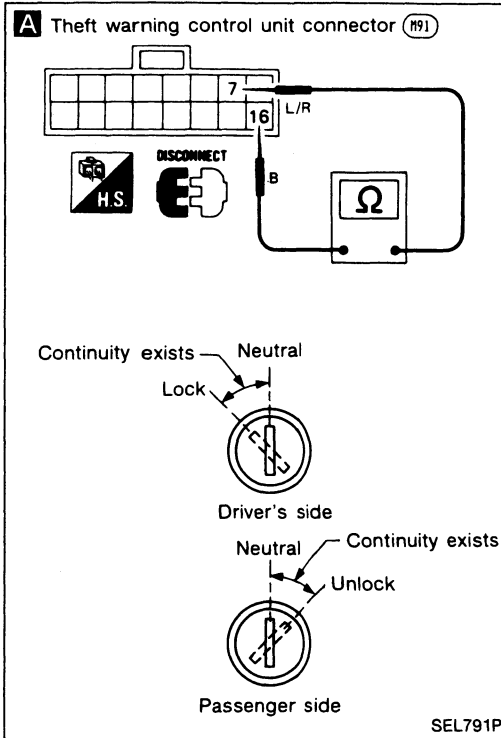 A Theft warning control unit connector M91
7
L/R
16
DISCONNECT
H.S.
B
Ω
Continuity exists
Neutral
Lock
Driver's side
Neutral
Continuity exists
Unlock
Passenger side
SEL791P